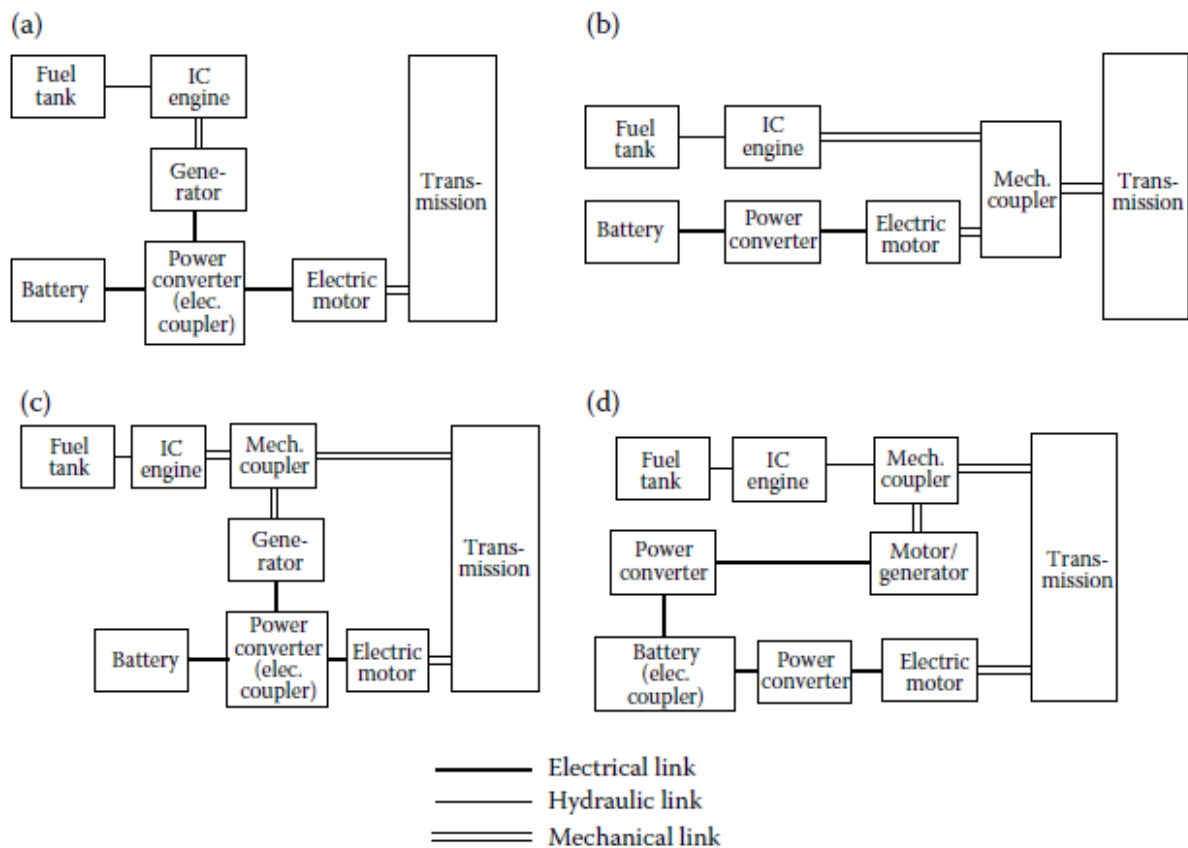 (a)
Fuel
tank
IC
engine
Gene-
rator
Battery
Power
converter
(elec.
coupler)
Electric
motor
Trans-
mission
(b)
Fuel
tank
IC
engine
Battery
Power
converter
Electric
motor
Mech.
coupler
Trans-
mission
(c)
Fuel
tank
IC
engine
Mech.
coupler
Gene-
rator
Battery
Power
converter
(elec.
coupler)
Electric
motor
Trans-
mission
(d)
Fuel
tank
IC
engine
Mech.
coupler
Power
converter
Motor/
generator
Battery (elec.
coupler)
Power
converter
Electric
motor
Trans-
mission
Electrical link
Hydraulic link
Mechanical link